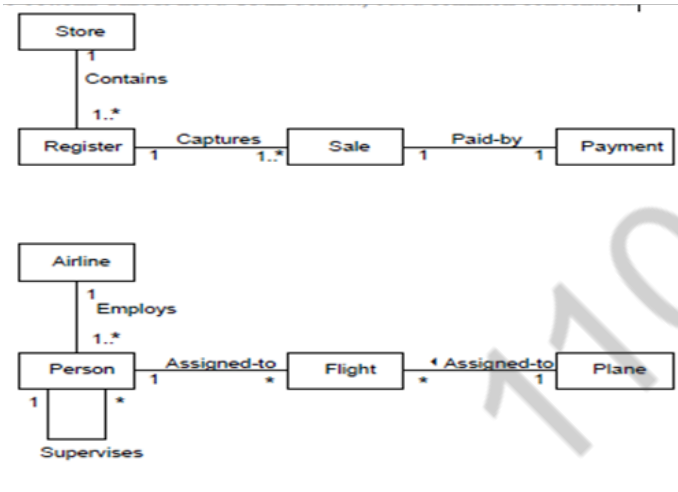 Store
1
Contains
1..*
Register
1
Captures
1..*
Sale
1
Paid-by
1
Payment
Airline
1
Employs
1..*
Person
1
Assigned-to
*
Flight
*
Assigned-to
1
Plane
1
*
Supervises
110